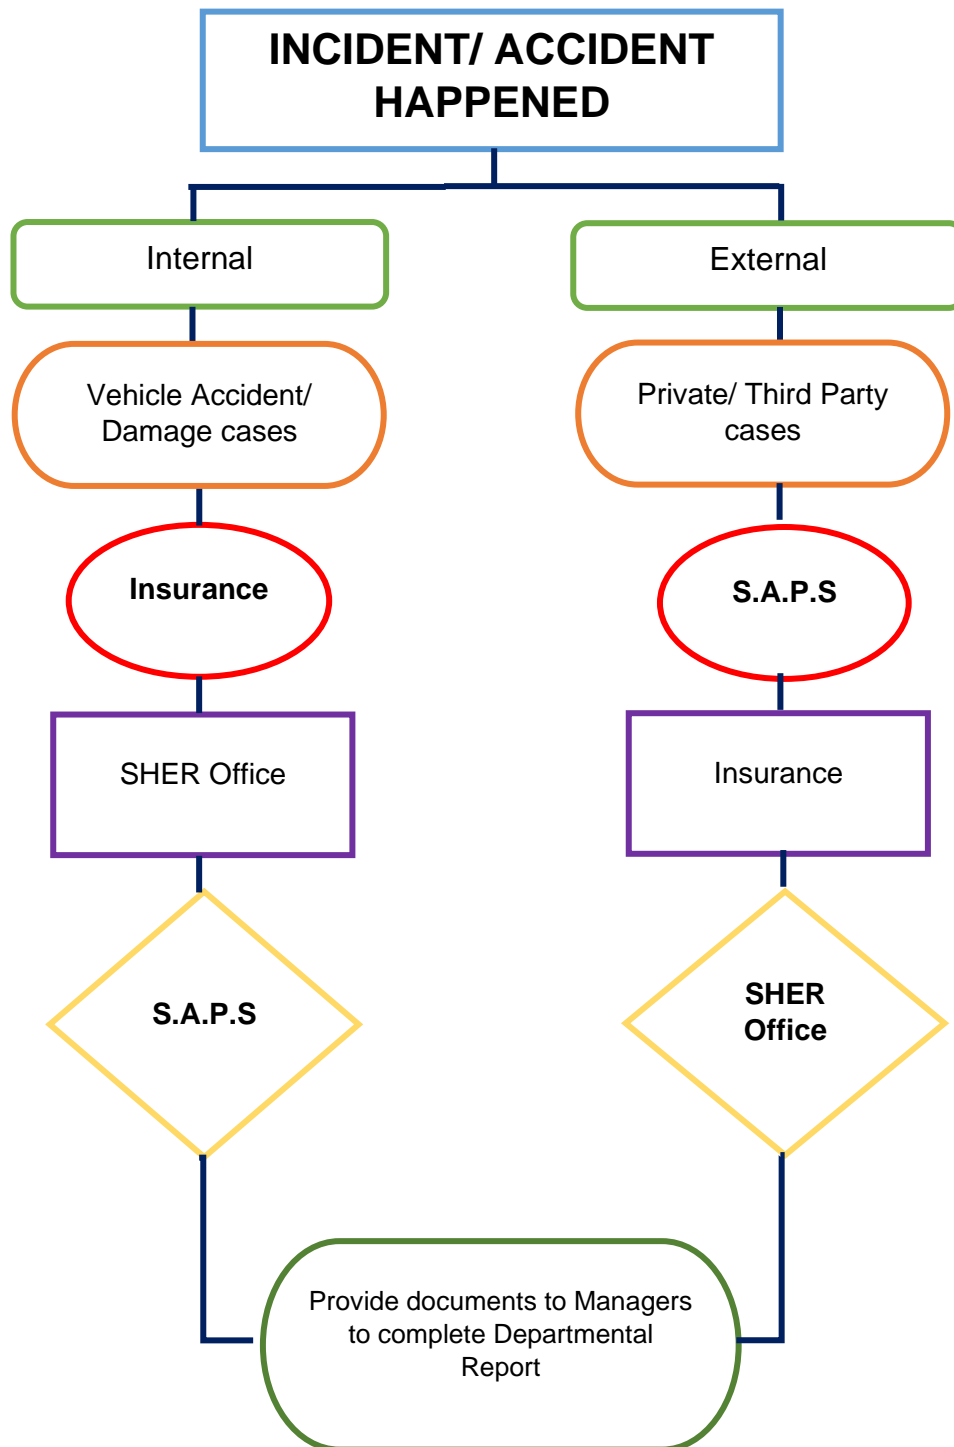 INCIDENT/ ACCIDENT
HAPPENED
Internal
External
Vehicle Accident/
Damage cases
Private/ Third Party
cases
Insurance
S.A.P.S
SHER Office
Insurance
S.A.P.S
SHER
Office
Provide documents to Managers
to complete Departmental
Report